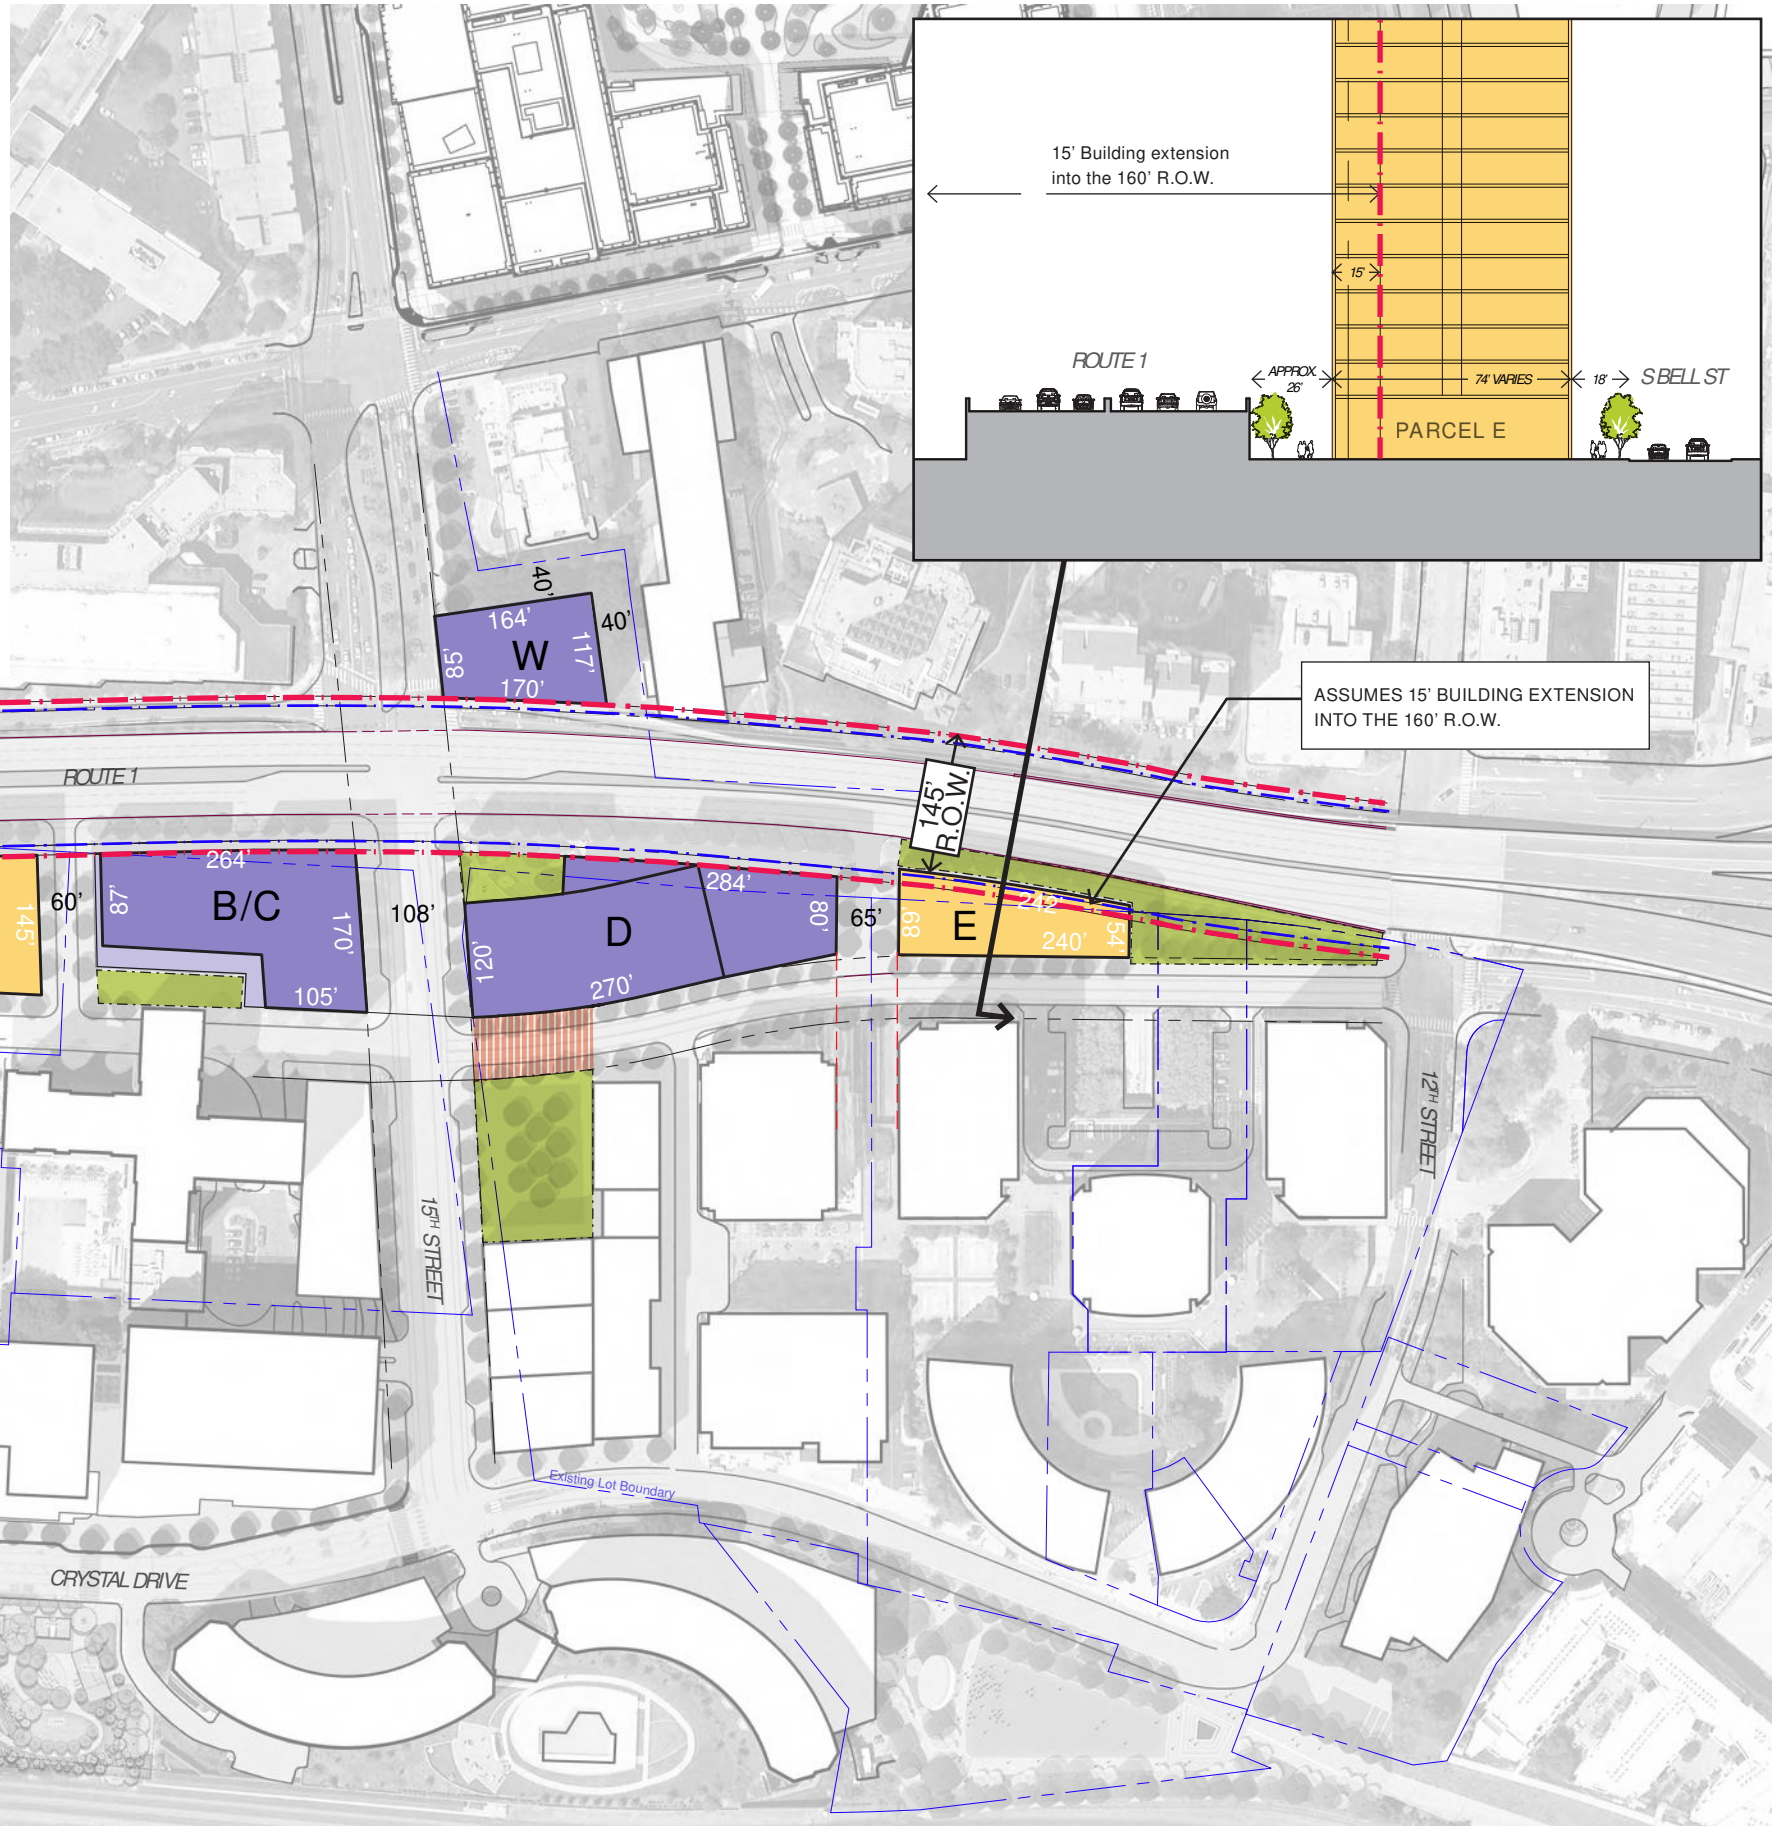 15' Building extension
into the 160' R.O.W.
15'
ROUTE 1
APPROX.
26'
74' VARIES
18'
S BELL ST
PARCEL E
40'
164'
40'
W
85'
117'
170'
ASSUMES 15' BUILDING EXTENSION
INTO THE 160' R.O.W.
ROUTE 1
145'
R.O.W.
264'
284'
60'
87'
B/C
108'
80'
65'
242'
145'
170'
D
89'
E
54'
240'
120'
105'
270'
12TH STREET
15TH STREET
Existing Lot Boundary
CRYSTAL DRIVE